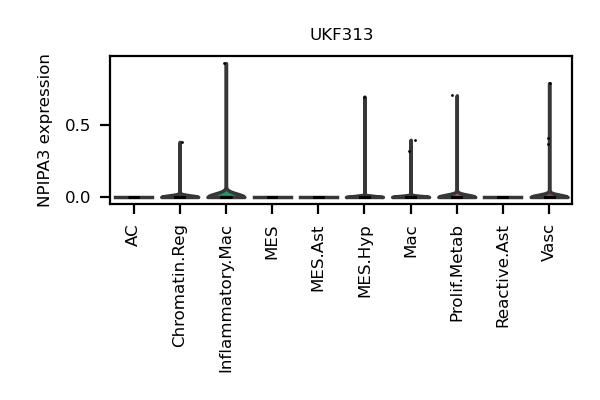 UKF313
NPIPA3 expression
0.5
0.0
AC
Chromatin.Reg
Inflammatory.Mac
MES
MES.Ast
MES.Hyp
Mac
Prolif.Metab
Reactive.Ast
Vasc